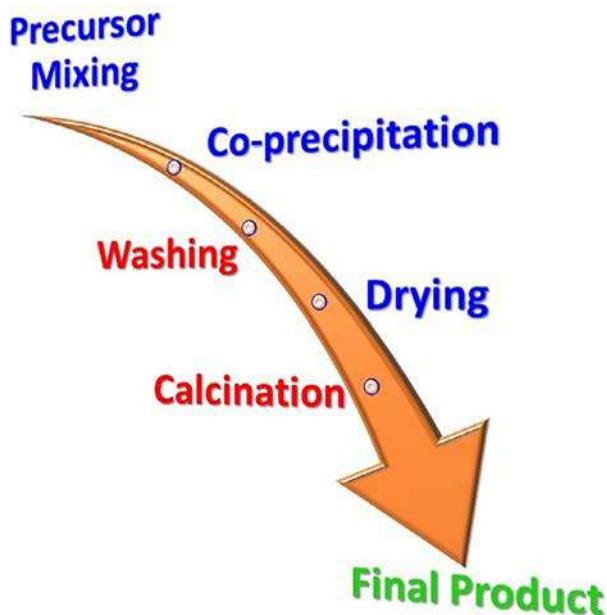 Precursor
Mixing
Co-precipitation
Washing
Drying
Calcination
Final Product